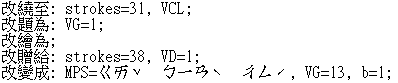 改繞至: strokes=31, VCL;
改題為: VG=1;
改繪為;
改贈給: strokes=38, VD=1;
改變成: MPS=ㄍㄞˇ　ㄅㄧㄢˋ　ㄔㄥˊ, VG=13, b=1;